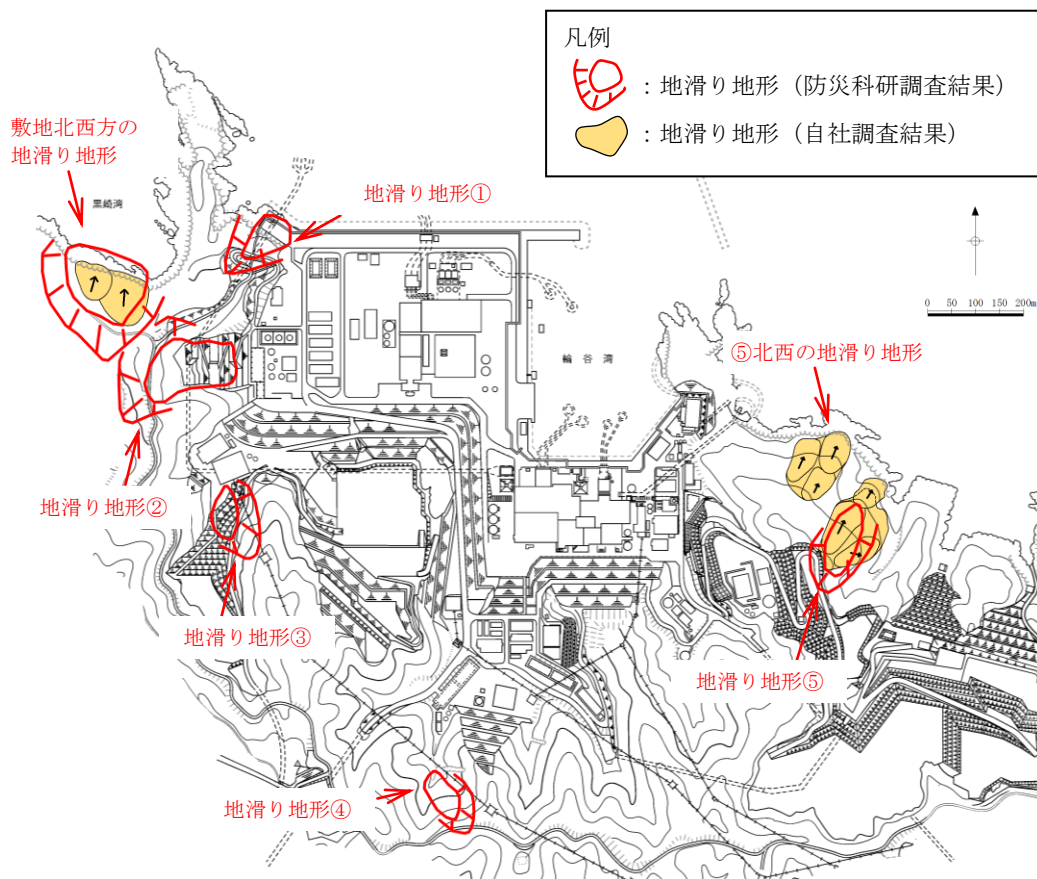 凡例
：地滑り地形（防災科研調査結果）
：地滑り地形（自社調査結果）
敷地北西方の
地滑り地形
黒崎湾
地滑り地形①
0 50 100 150 200m
輪谷湾
⑤北西の地滑り地形
地滑り地形②
地滑り地形③
地滑り地形⑤
地滑り地形④